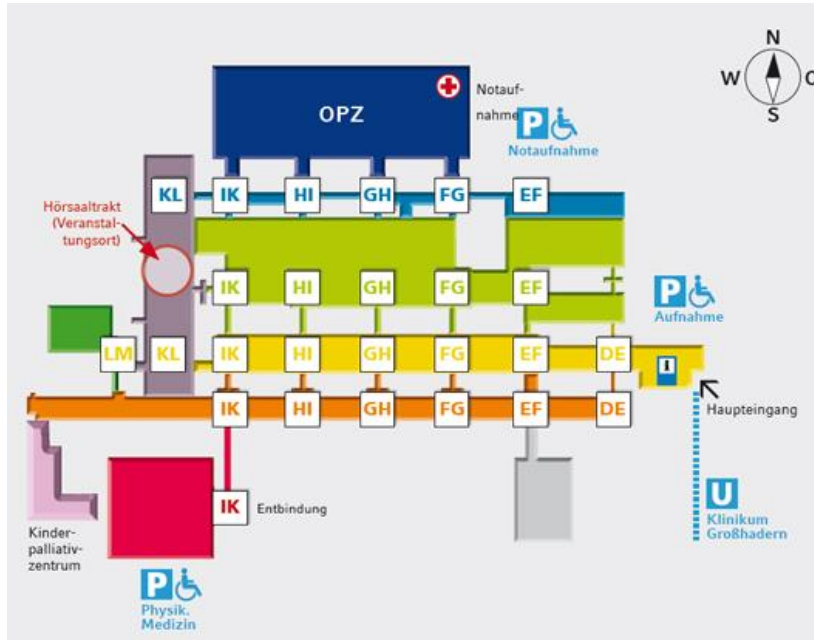 N
W
O
S
OPZ
Notauf-
nahme
P
Notaufnahme
KL
IK
HI
GH
FG
EF
Hörsaaltrakt
(Veranstal-
tungsort)
IK
HI
GH
FG
EF
P
Aufnahme
LM
KL
IK
HI
GH
FG
EF
DE
i
Haupteingang
IK
HI
GH
FG
EF
DE
U
Klinikum
Großhadern
IK
Entbindung
Kinder-
palliativ-
zentrum
P
Physik.
Medizin